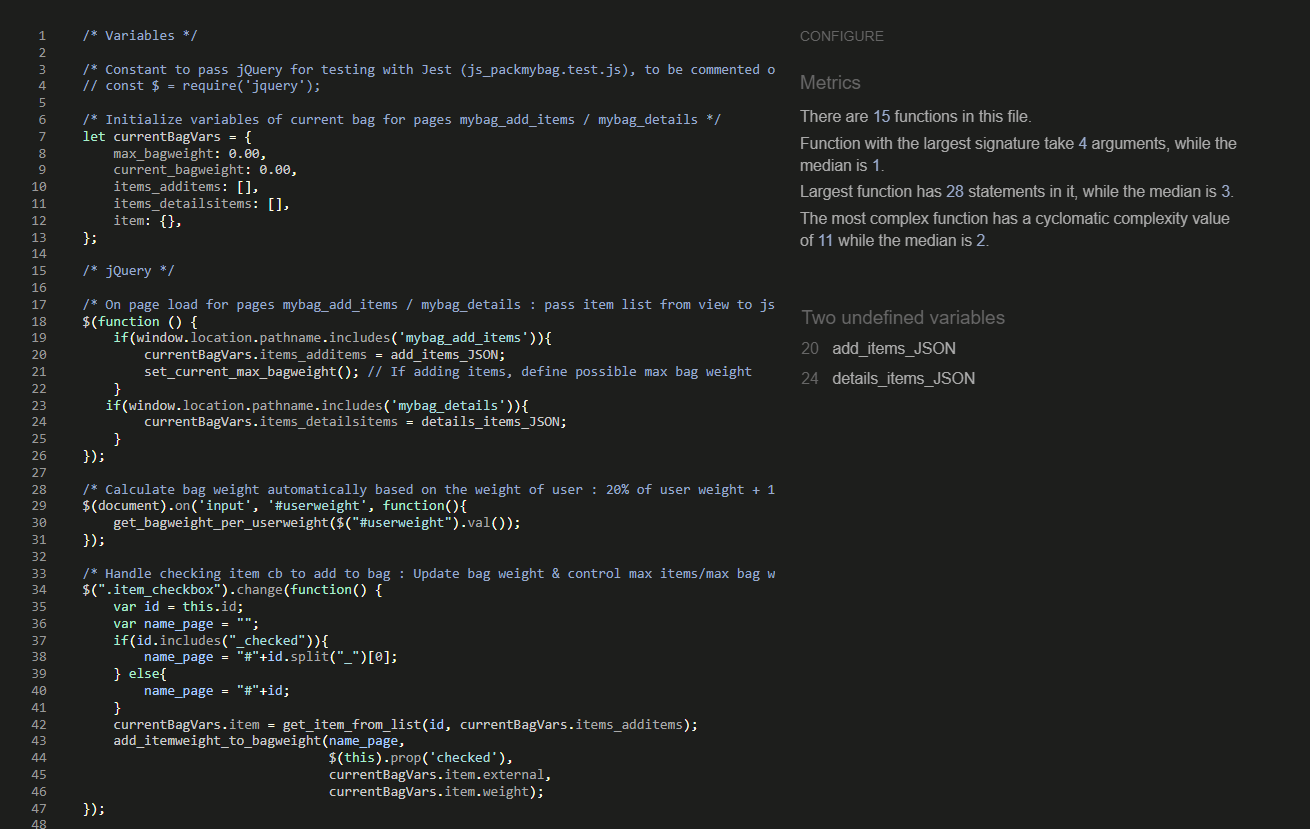 1 /* Variables */
2
3 /* Constant to pass jQuery for testing with Jest (js_packmybag.test.js), to be commented o
4 // const $ = require('jquery');
5
6 /* Initialize variables of current bag for pages mybag_add_items / mybag_details */
7 let currentBagVars = {
8     max_bagweight: 0.00,
9     current_bagweight: 0.00,
10     items_additems: [],
11     items_detailsitems: [],
12     item: {},
13 };
14
15 /* jQuery */
16
17 /* On page load for pages mybag_add_items / mybag_details : pass item list from view to js
18 $(function () {
19     if(window.location.pathname.includes('mybag_add_items')){
20         currentBagVars.items_additems = add_items_JSON;
21         set_current_max_bagweight(); // If adding items, define possible max bag weight
22     }
23    if(window.location.pathname.includes('mybag_details')){
24         currentBagVars.items_detailsitems = details_items_JSON;
25     }
26 });
27
28 /* Calculate bag weight automatically based on the weight of user : 20% of user weight + 1
29 $(document).on('input', '#userweight', function(){
30     get_bagweight_per_userweight($("#userweight").val());
31 });
32
33 /* Handle checking item cb to add to bag : Update bag weight & control max items/max bag w
34 $(".item_checkbox").change(function() {
35     var id = this.id;
36     var name_page = "";
37     if(id.includes("_checked")){
38         name_page = "#"+id.split("_")[0];
39     } else{
40         name_page = "#"+id;
41     }
42     currentBagVars.item = get_item_from_list(id, currentBagVars.items_additems);
43     add_itemweight_to_bagweight(name_page,
44                                 $(this).prop('checked'),
45                                 currentBagVars.item.external,
46                                 currentBagVars.item.weight);
47 });
48
CONFIGURE
Metrics
There are 15 functions in this file.
Function with the largest signature take 4 arguments, while the
median is 1.
Largest function has 28 statements in it, while the median is 3.
The most complex function has a cyclomatic complexity value
of 11 while the median is 2.
Two undefined variables
20 add_items_JSON
24 details_items_JSON